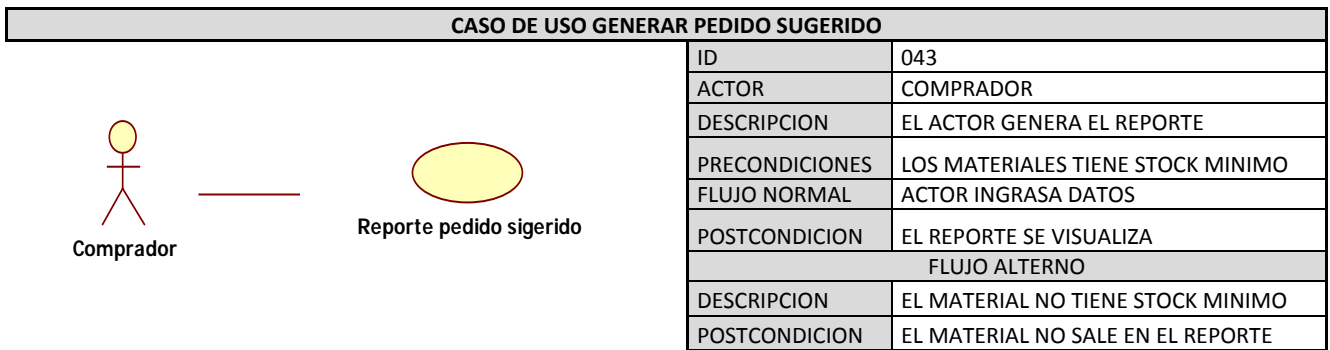 CASO DE USO GENERAR PEDIDO SUGERIDO
ID 043
ACTOR COMPRADOR
DESCRIPCION EL ACTOR GENERA EL REPORTE
PRECONDICIONES LOS MATERIALES TIENE STOCK MINIMO
FLUJO NORMAL ACTOR INGRASA DATOS
POSTCONDICION EL REPORTE SE VISUALIZA
FLUJO ALTERNO
DESCRIPCION EL MATERIAL NO TIENE STOCK MINIMO
POSTCONDICION EL MATERIAL NO SALE EN EL REPORTE
Comprador
Reporte pedido sigerido